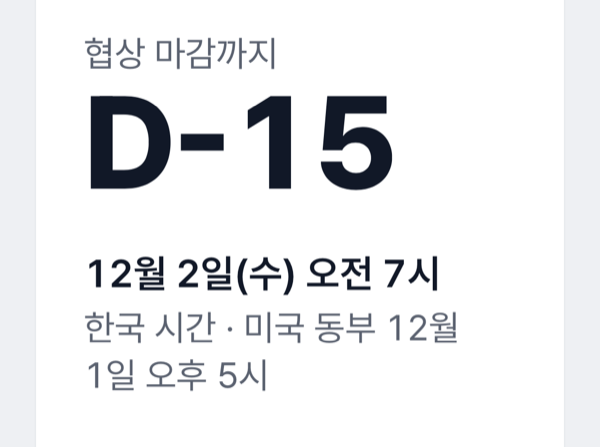 협상 마감까지
D-15
12월 2일(수) 오전 7시
한국 시간 · 미국 동부 12월
1일 오후 5시